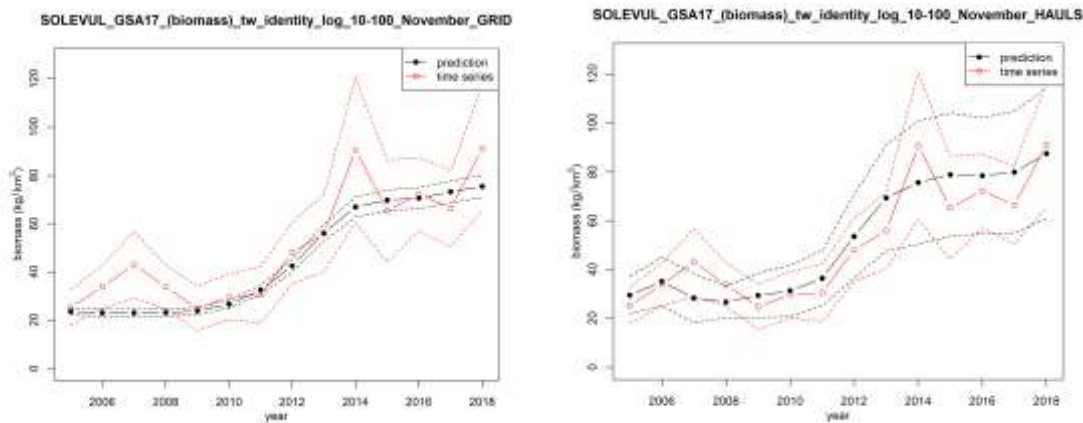 SOLEVUL_GSA17_(biomass)_tw_identity_log_10-100_November_GRID
prediction
time series
biomass (kg/km²)
0 20 40 60 80 100 120
2006 2008 2010 2012 2014 2016 2018
year
SOLEVUL_GSA17_(biomass)_tw_identity_log_10-100_November_HAULS
prediction
time series
biomass (kg/km²)
0 20 40 60 80 100 120
2006 2008 2010 2012 2014 2016 2018
year